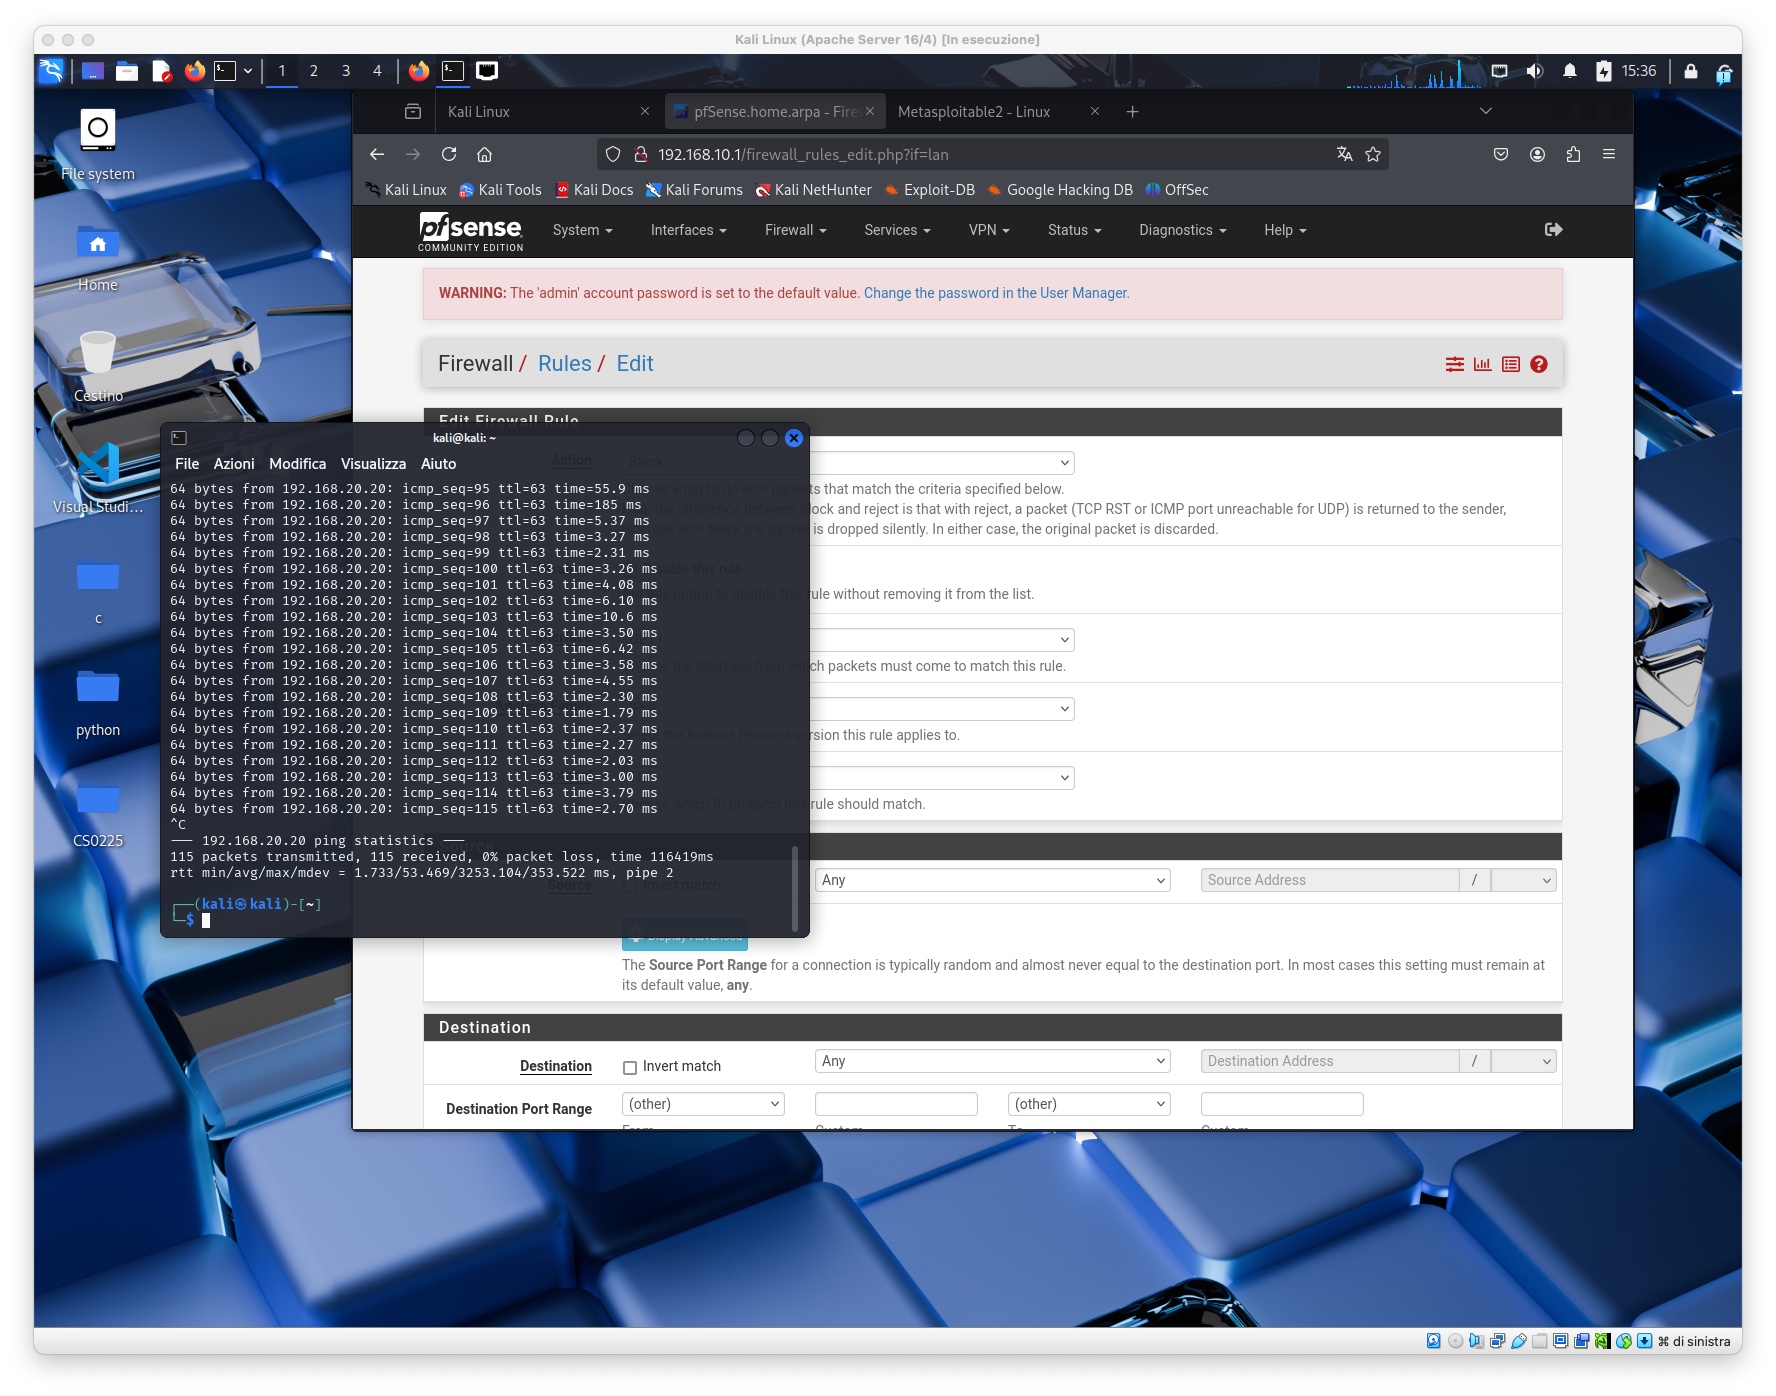 Kali Linux (Apache Server 16/4) [In esecuzione]
1 2 3 4 15:36
Kali Linux
pfSense.home.arpa - Fire
Metasploitable2 - Linux
192.168.10.1/firewall_rules_edit.php?if=lan
Kali Linux Kali Tools Kali Docs Kali Forums Kali NetHunter Exploit-DB Google Hacking DB OffSec
pfsense
COMMUNITY EDITION
System Interfaces Firewall Services VPN Status Diagnostics Help
WARNING: The 'admin' account password is set to the default value. Change the password in the User Manager.
Firewall / Rules / Edit
Edit Firewall Rule
Action Block
ts that match the criteria specified below.
the difference between block and reject is that with reject, a packet (TCP RST or ICMP port unreachable for UDP) is returned to the sender,
whereas with block the packet is dropped silently. In either case, the original packet is discarded.
this rule
option to disable this rule without removing it from the list.
the interface from which packets must come to match this rule.
the Internet Protocol version this rule applies to.
which IP protocol this rule should match.
Source
Source Invert match Any Source Address /
Display Advanced
The Source Port Range for a connection is typically random and almost never equal to the destination port. In most cases this setting must remain at
its default value, any.
Destination
Destination Invert match Any Destination Address /
Destination Port Range (other) (other)
From Custom To Custom
File system
Home
Cestino
Visual Studi...
c
python
CS0225
kali@kali: ~
File Azioni Modifica Visualizza Aiuto
64 bytes from 192.168.20.20: icmp_seq=95 ttl=63 time=55.9 ms
64 bytes from 192.168.20.20: icmp_seq=96 ttl=63 time=185 ms
64 bytes from 192.168.20.20: icmp_seq=97 ttl=63 time=5.37 ms
64 bytes from 192.168.20.20: icmp_seq=98 ttl=63 time=3.27 ms
64 bytes from 192.168.20.20: icmp_seq=99 ttl=63 time=2.31 ms
64 bytes from 192.168.20.20: icmp_seq=100 ttl=63 time=3.26 ms
64 bytes from 192.168.20.20: icmp_seq=101 ttl=63 time=4.08 ms
64 bytes from 192.168.20.20: icmp_seq=102 ttl=63 time=6.10 ms
64 bytes from 192.168.20.20: icmp_seq=103 ttl=63 time=10.6 ms
64 bytes from 192.168.20.20: icmp_seq=104 ttl=63 time=3.50 ms
64 bytes from 192.168.20.20: icmp_seq=105 ttl=63 time=6.42 ms
64 bytes from 192.168.20.20: icmp_seq=106 ttl=63 time=3.58 ms
64 bytes from 192.168.20.20: icmp_seq=107 ttl=63 time=4.55 ms
64 bytes from 192.168.20.20: icmp_seq=108 ttl=63 time=2.30 ms
64 bytes from 192.168.20.20: icmp_seq=109 ttl=63 time=1.79 ms
64 bytes from 192.168.20.20: icmp_seq=110 ttl=63 time=2.37 ms
64 bytes from 192.168.20.20: icmp_seq=111 ttl=63 time=2.27 ms
64 bytes from 192.168.20.20: icmp_seq=112 ttl=63 time=2.03 ms
64 bytes from 192.168.20.20: icmp_seq=113 ttl=63 time=3.00 ms
64 bytes from 192.168.20.20: icmp_seq=114 ttl=63 time=3.79 ms
64 bytes from 192.168.20.20: icmp_seq=115 ttl=63 time=2.70 ms
^C
--- 192.168.20.20 ping statistics ---
115 packets transmitted, 115 received, 0% packet loss, time 116419ms
rtt min/avg/max/mdev = 1.733/53.469/3253.104/353.522 ms, pipe 2
┌──(kali㉿kali)-[~]
└─$
⌘ di sinistra